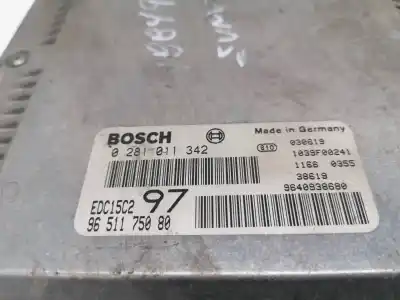 BOSCH
Made in Germany
0 281 011 342
030619
1039F00241
1166 0355
38619
9640938680
EDC15C2 97
96 511 750 80